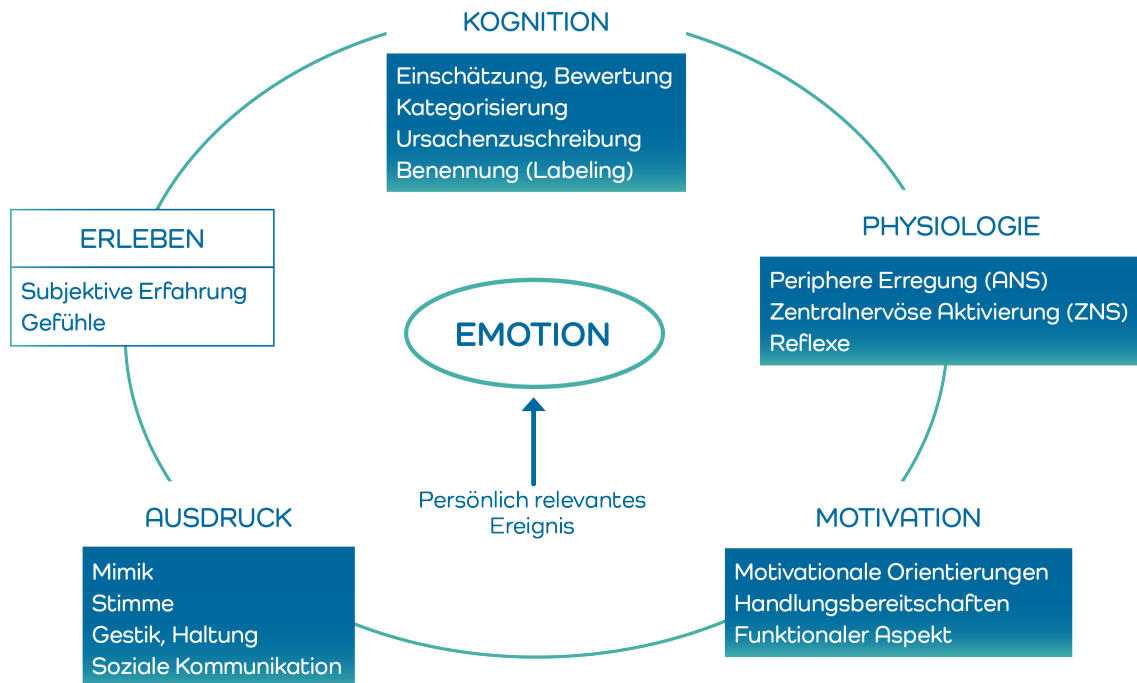 KOGNITION
Einschätzung, Bewertung
Kategorisierung
Ursachenzuschreibung
Benennung (Labeling)
PHYSIOLOGIE
Periphere Erregung (ANS)
Zentralnervöse Aktivierung (ZNS)
Reflexe
ERLEBEN
Subjektive Erfahrung
Gefühle
EMOTION
Persönlich relevantes
Ereignis
AUSDRUCK
Mimik
Stimme
Gestik, Haltung
Soziale Kommunikation
MOTIVATION
Motivationale Orientierungen
Handlungsbereitschaften
Funktionaler Aspekt